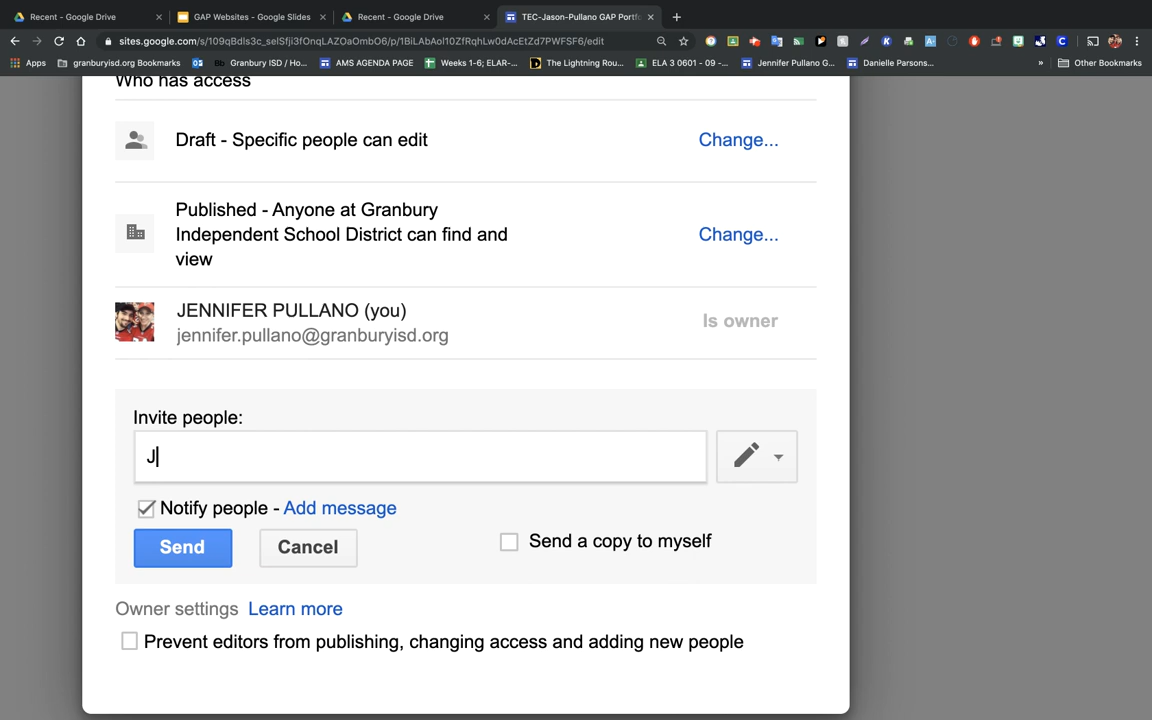 Recent - Google Drive
GAP Websites - Google Slides
Recent - Google Drive
TEC-Jason-Pullano GAP Portf
sites.google.com/s/109qBdls3c_selSfji3fOnqLAZOaOmbO6/p/1BiLAbAol10ZfRqhLw0dAcEtZd7PWFSF6/edit
Apps
granburyisd.org Bookmarks
Granbury ISD / Ho...
AMS AGENDA PAGE
Weeks 1-6; ELAR-...
The Lightning Rou...
ELA 3 0601 - 09 -...
Jennifer Pullano G...
Danielle Parsons...
»
Other Bookmarks
Who has access
Draft - Specific people can edit
Change...
Published - Anyone at Granbury
Independent School District can find and
view
Change...
JENNIFER PULLANO (you)
jennifer.pullano@granburyisd.org
Is owner
Invite people:
J
Notify people - Add message
Send
Cancel
Send a copy to myself
Owner settings Learn more
Prevent editors from publishing, changing access and adding new people